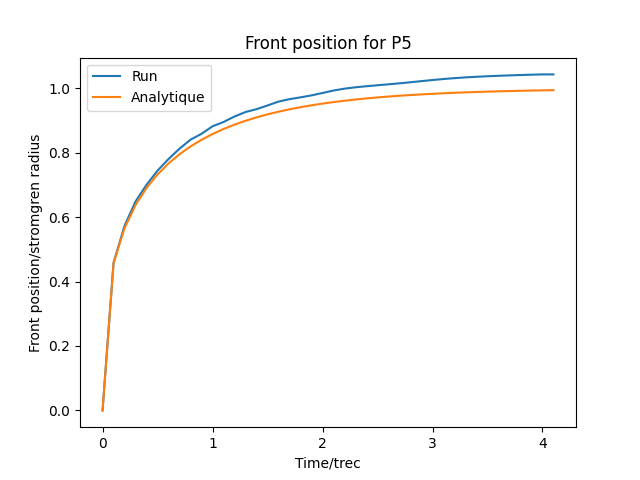 Front position for P5
Run
Analytique
Front position/stromgren radius
1.0
0.8
0.6
0.4
0.2
0.0
0
1
2
3
4
Time/trec